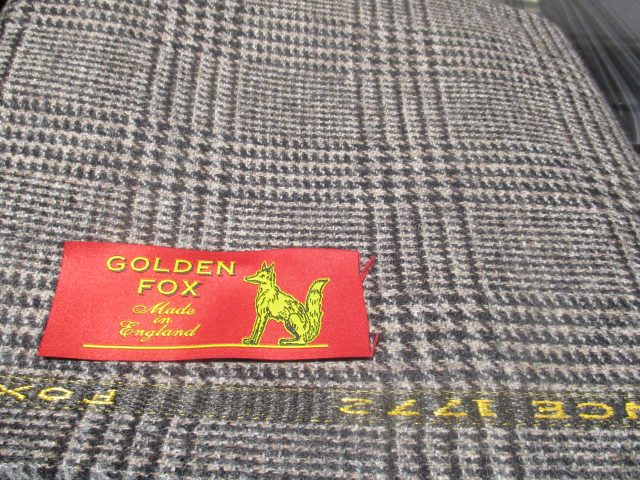 GOLDEN
FOX
Made
in
England
FOX NCE 1772